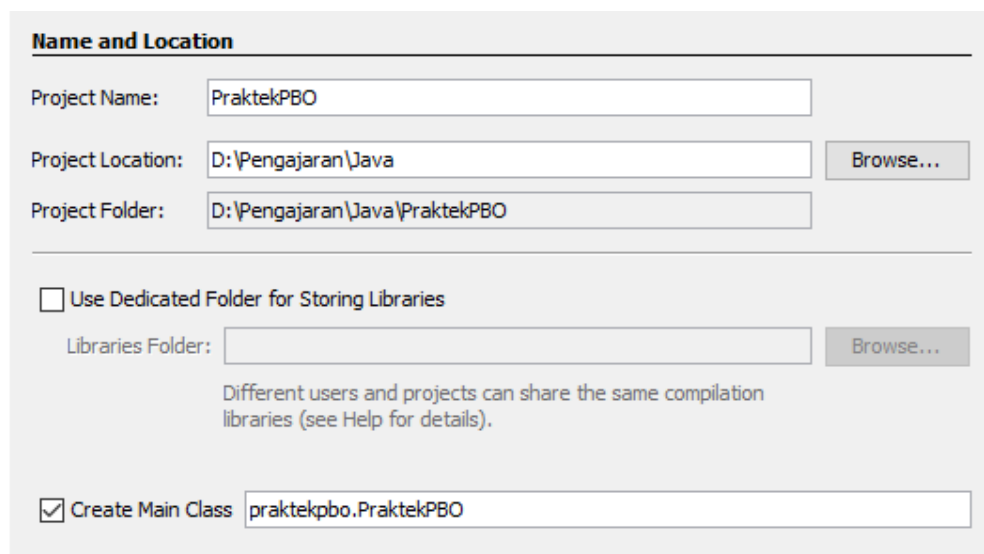 Name and Location
Project Name: PraktekPBO
Project Location: D:\Pengajaran\Java Browse...
Project Folder: D:\Pengajaran\Java\PraktekPBO
Use Dedicated Folder for Storing Libraries
Libraries Folder: Browse...
Different users and projects can share the same compilation
libraries (see Help for details).
Create Main Class praktekpbo.PraktekPBO